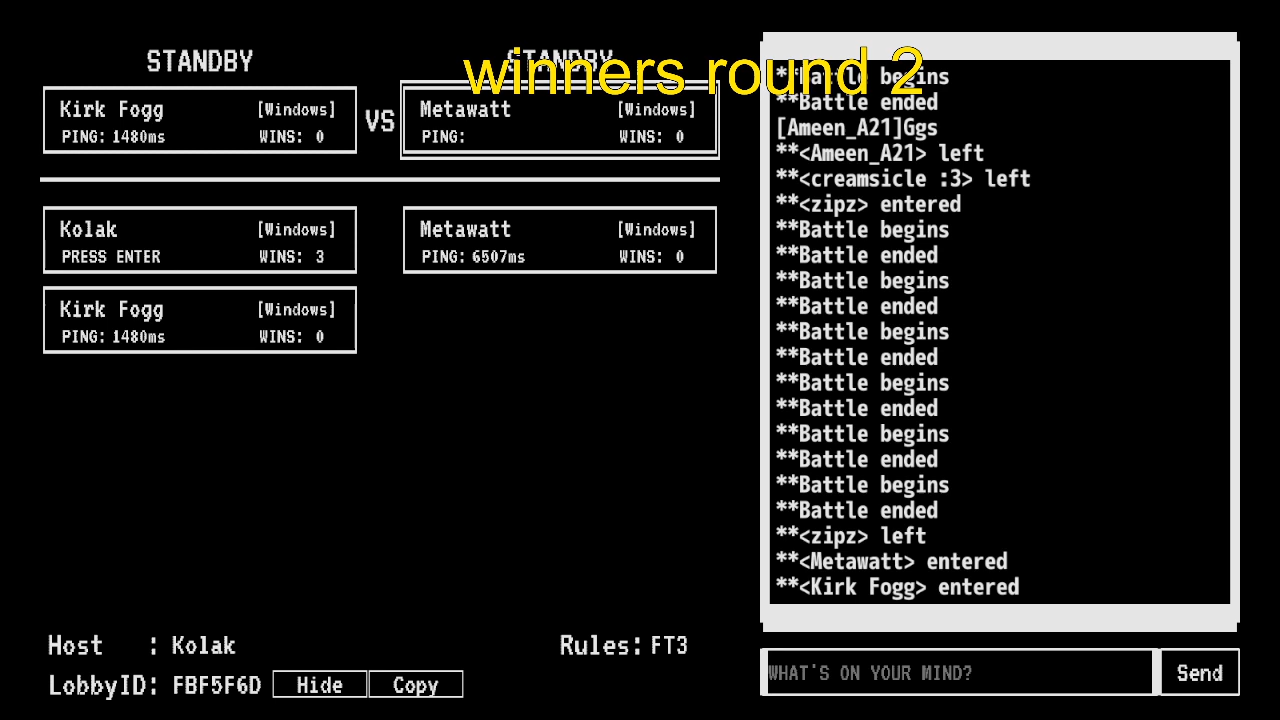 winners round 2
STANDBY STANDBY
Kirk Fogg [Windows]
PING: 1480ms WINS: 0
VS
Metawatt [Windows]
PING: WINS: 0
Kolak [Windows]
PRESS ENTER WINS: 3
Metawatt [Windows]
PING: 6507ms WINS: 0
Kirk Fogg [Windows]
PING: 1480ms WINS: 0
Host : Kolak
Rules: FT3
LobbyID: FBF5F6D Hide Copy
**Battle begins
**Battle ended
[Ameen_A21]Ggs
**<Ameen_A21> left
**<creamsicle :3> left
**<zipz> entered
**Battle begins
**Battle ended
**Battle begins
**Battle ended
**Battle begins
**Battle ended
**Battle begins
**Battle ended
**Battle begins
**Battle ended
**Battle begins
**Battle ended
**<zipz> left
**<Metawatt> entered
**<Kirk Fogg> entered
WHAT'S ON YOUR MIND? Send